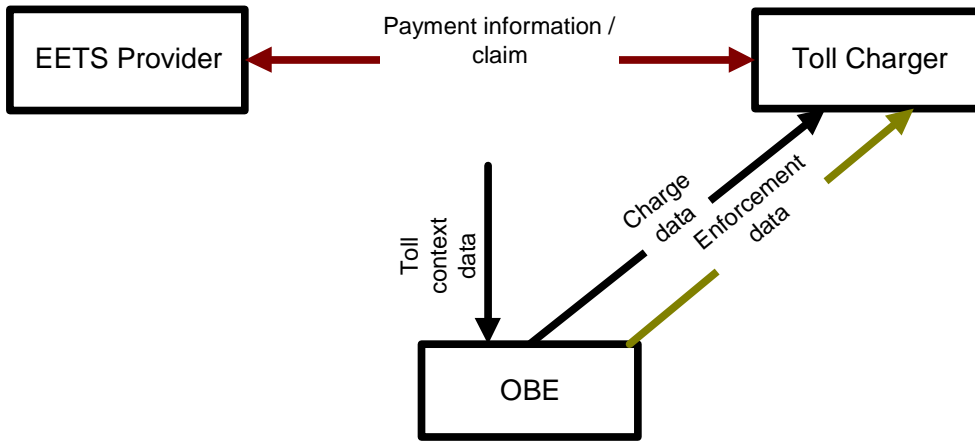 EETS Provider
Payment information /
claim
Toll Charger
Charge
data
Enforcement
data
Toll
context
data
OBE